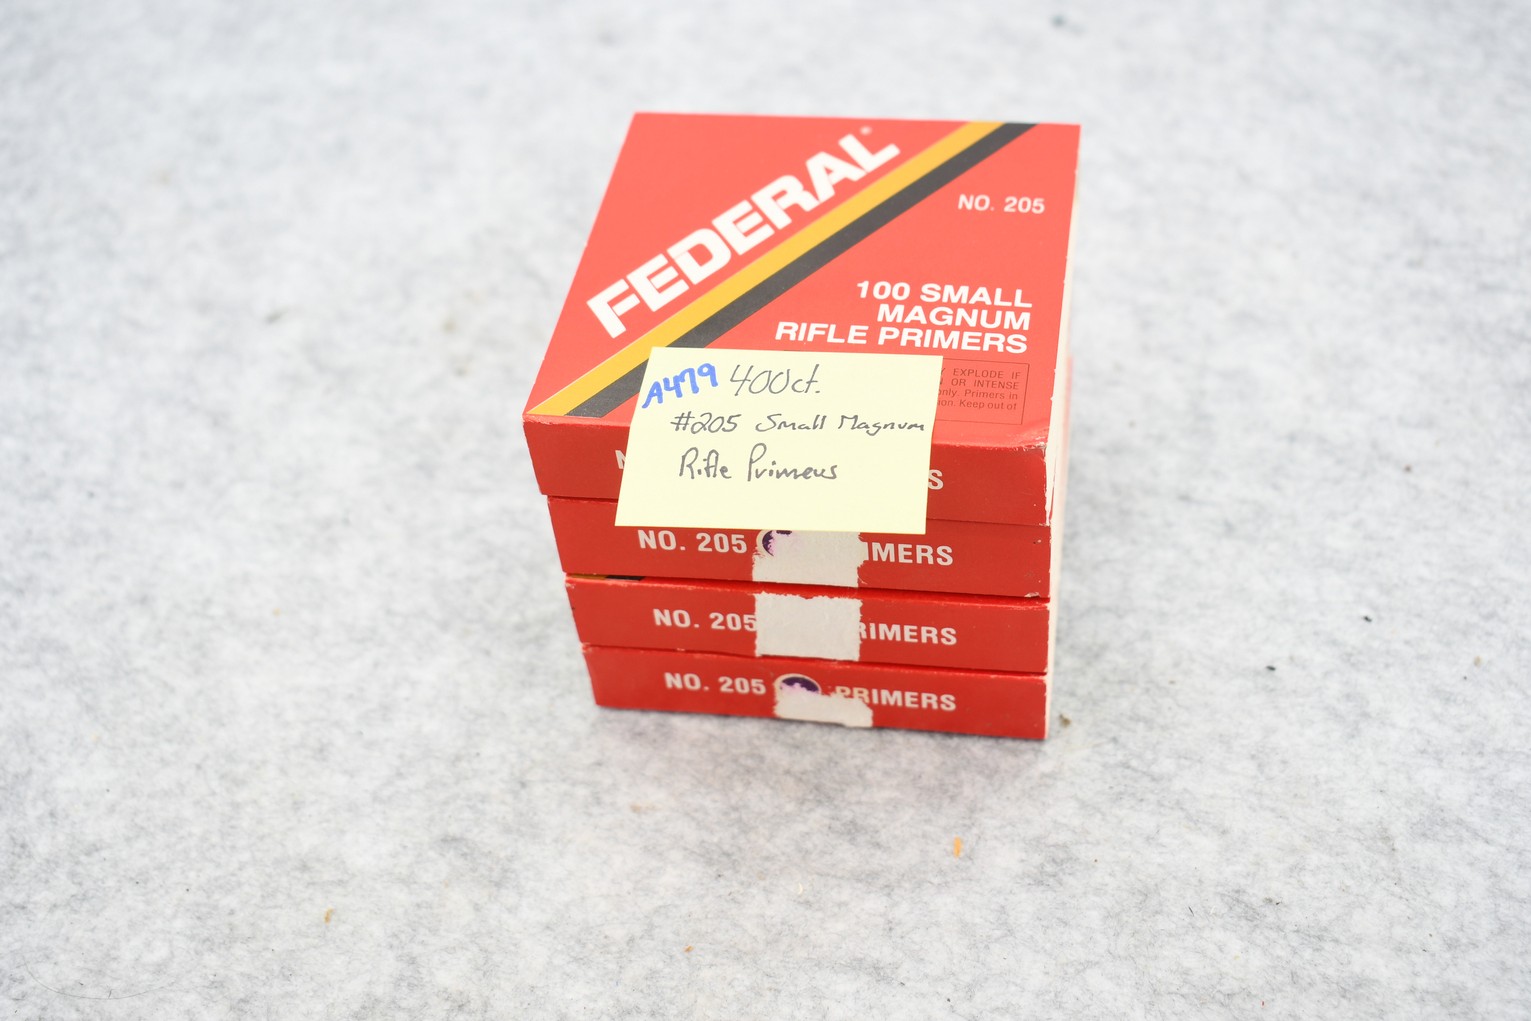 FEDERAL®
NO. 205
100 SMALL
MAGNUM
RIFLE PRIMERS
EXPLODE IF
OR INTENSE
only. Primers in
Keep out of
A479 400ct.
#205 Small Magnum
Rifle Primers
S
NO. 205 IMERS
NO. 205 RIMERS
NO. 205 PRIMERS